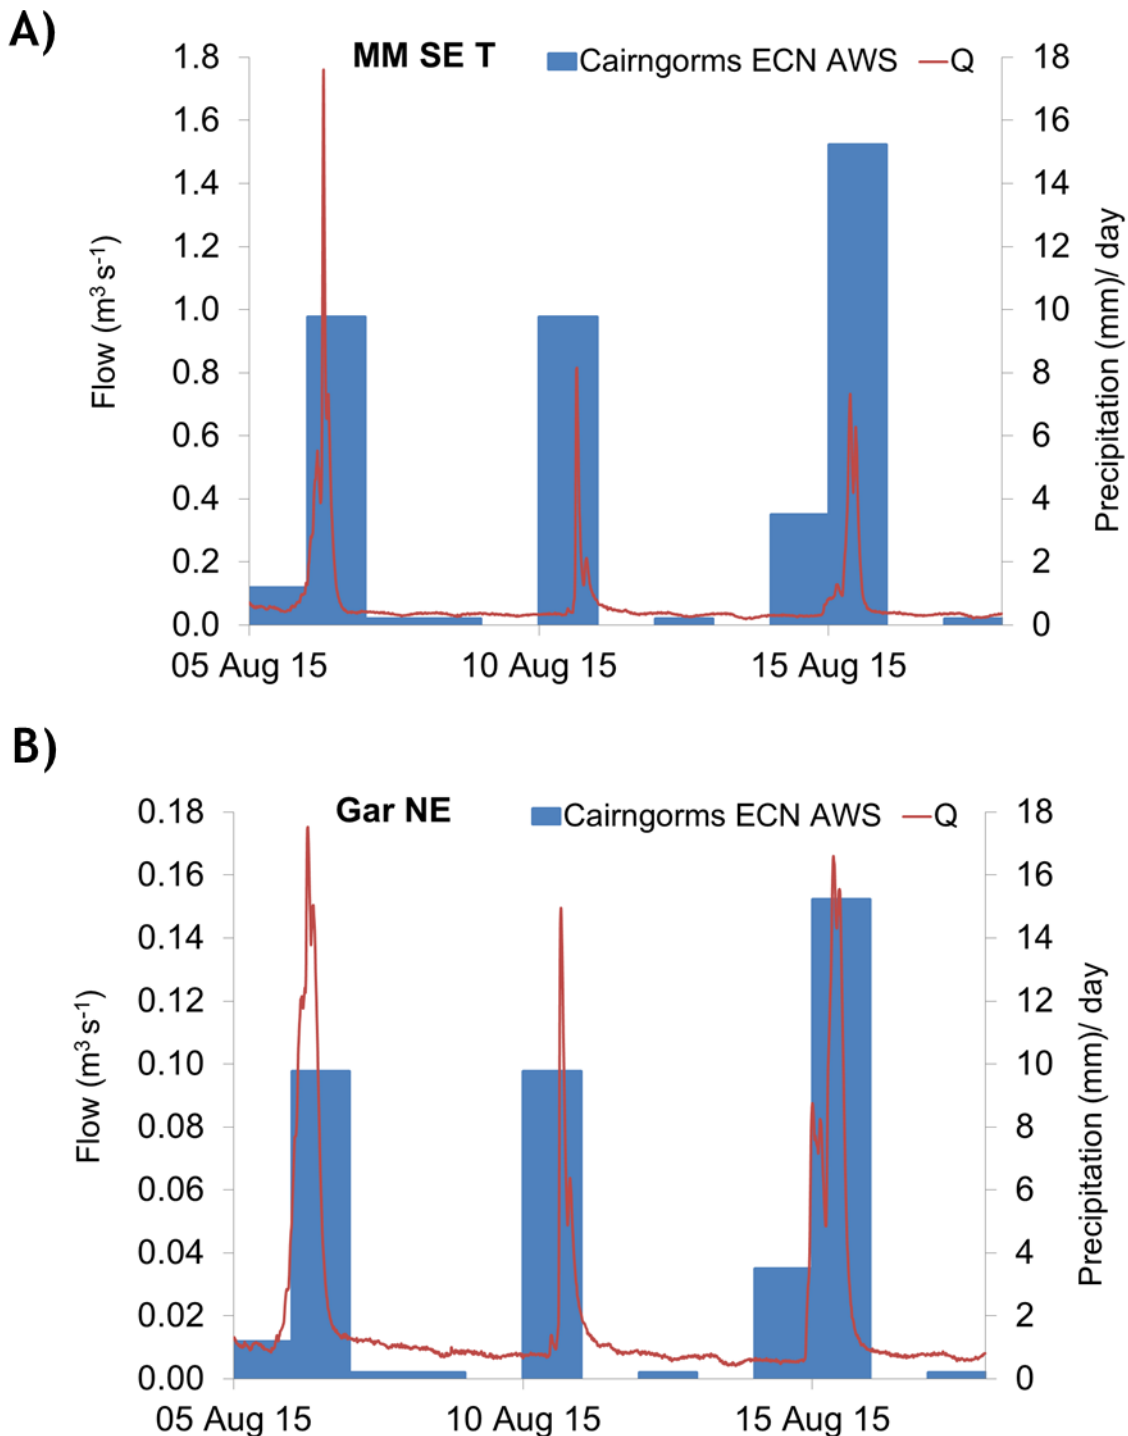 A)
MM SE T
Cairngorms ECN AWS
Q
1.8
1.6
1.4
1.2
1.0
0.8
0.6
0.4
0.2
0.0
Flow (m³ s⁻¹)
18
16
14
12
10
8
6
4
2
0
Precipitation (mm)/ day
05 Aug 15
10 Aug 15
15 Aug 15
B)
Gar NE
Cairngorms ECN AWS
Q
0.18
0.16
0.14
0.12
0.10
0.08
0.06
0.04
0.02
0.00
Flow (m³ s⁻¹)
18
16
14
12
10
8
6
4
2
0
Precipitation (mm)/ day
05 Aug 15
10 Aug 15
15 Aug 15